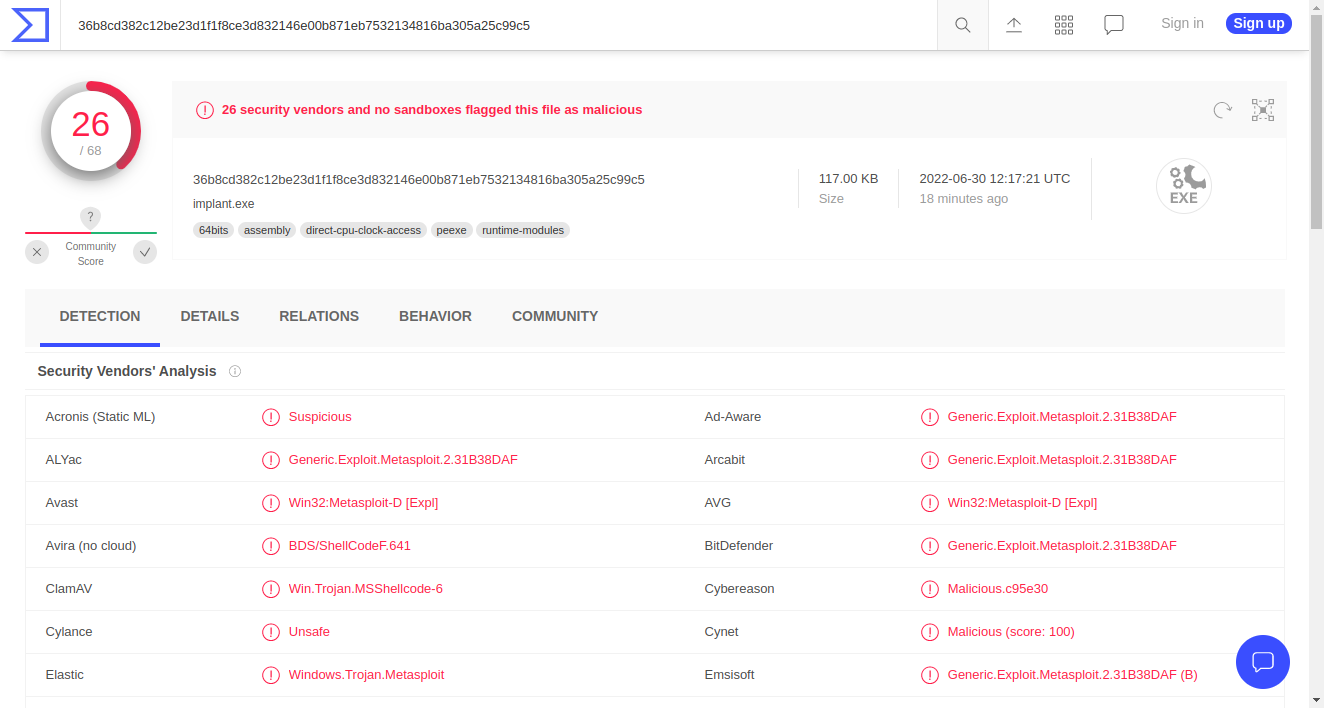 36b8cd382c12be23d1f1f8ce3d832146e00b871eb7532134816ba305a25c99c5
Sign in
Sign up
26
/ 68
?
Community
Score
26 security vendors and no sandboxes flagged this file as malicious
36b8cd382c12be23d1f1f8ce3d832146e00b871eb7532134816ba305a25c99c5
implant.exe
64bits assembly direct-cpu-clock-access peexe runtime-modules
117.00 KB
Size
2022-06-30 12:17:21 UTC
18 minutes ago
EXE
DETECTION DETAILS RELATIONS BEHAVIOR COMMUNITY
Security Vendors' Analysis
Acronis (Static ML) Suspicious Ad-Aware Generic.Exploit.Metasploit.2.31B38DAF
ALYac Generic.Exploit.Metasploit.2.31B38DAF Arcabit Generic.Exploit.Metasploit.2.31B38DAF
Avast Win32:Metasploit-D [Expl] AVG Win32:Metasploit-D [Expl]
Avira (no cloud) BDS/ShellCodeF.641 BitDefender Generic.Exploit.Metasploit.2.31B38DAF
ClamAV Win.Trojan.MSShellcode-6 Cybereason Malicious.c95e30
Cylance Unsafe Cynet Malicious (score: 100)
Elastic Windows.Trojan.Metasploit Emsisoft Generic.Exploit.Metasploit.2.31B38DAF (B)